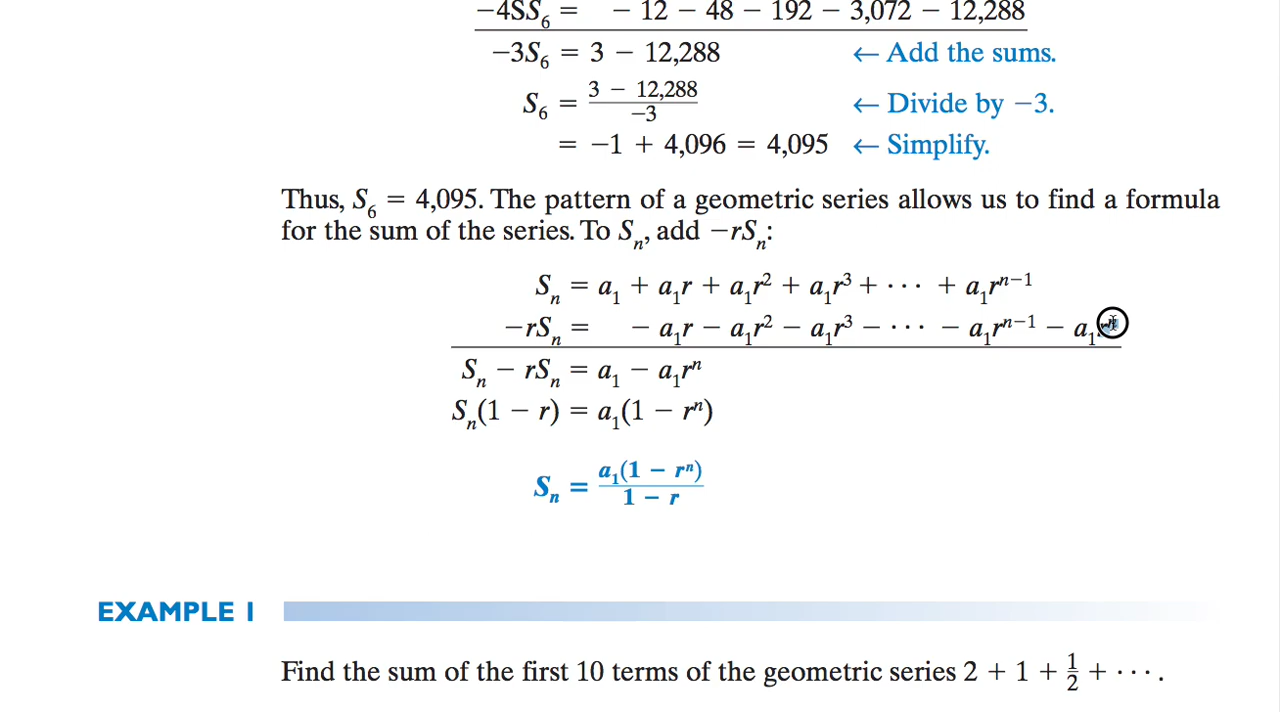 −4SS₆ = − 12 − 48 − 192 − 3,072 − 12,288
−3S₆ = 3 − 12,288 ← Add the sums.
S₆ = (3 − 12,288)/−3 ← Divide by −3.
= −1 + 4,096 = 4,095 ← Simplify.
Thus, S₆ = 4,095. The pattern of a geometric series allows us to find a formula
for the sum of the series. To Sₙ, add −rSₙ:
Sₙ = a₁ + a₁r + a₁r² + a₁r³ + ··· + a₁rⁿ⁻¹
−rSₙ = − a₁r − a₁r² − a₁r³ − ··· − a₁rⁿ⁻¹ − a₁
Sₙ − rSₙ = a₁ − a₁rⁿ
Sₙ(1 − r) = a₁(1 − rⁿ)
Sₙ = a₁(1 − rⁿ)/(1 − r)
EXAMPLE 1
Find the sum of the first 10 terms of the geometric series 2 + 1 + 1/2 + ··· .